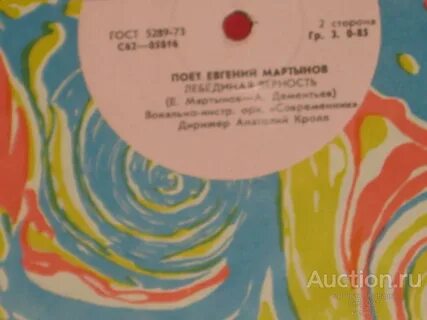 ГОСТ 5289-73
С62—05816
2 сторона
Гр. 3. 0-85
ПОЕТ ЕВГЕНИЙ МАРТЫНОВ
ЛЕБЕДИНАЯ ВЕРНОСТЬ
(Е. Мартынов—А. Дементьев)
Вокально-инстр. орк. «Современник»
Дирижер Анатолий Кролл
Auction.ru